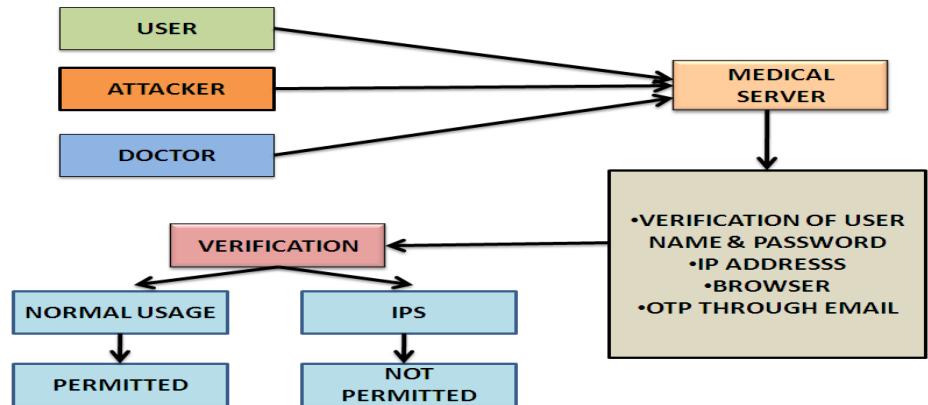 USER
ATTACKER
DOCTOR
MEDICAL
SERVER
•VERIFICATION OF USER
NAME & PASSWORD
•IP ADDRESSS
•BROWSER
•OTP THROUGH EMAIL
VERIFICATION
NORMAL USAGE
IPS
PERMITTED
NOT
PERMITTED